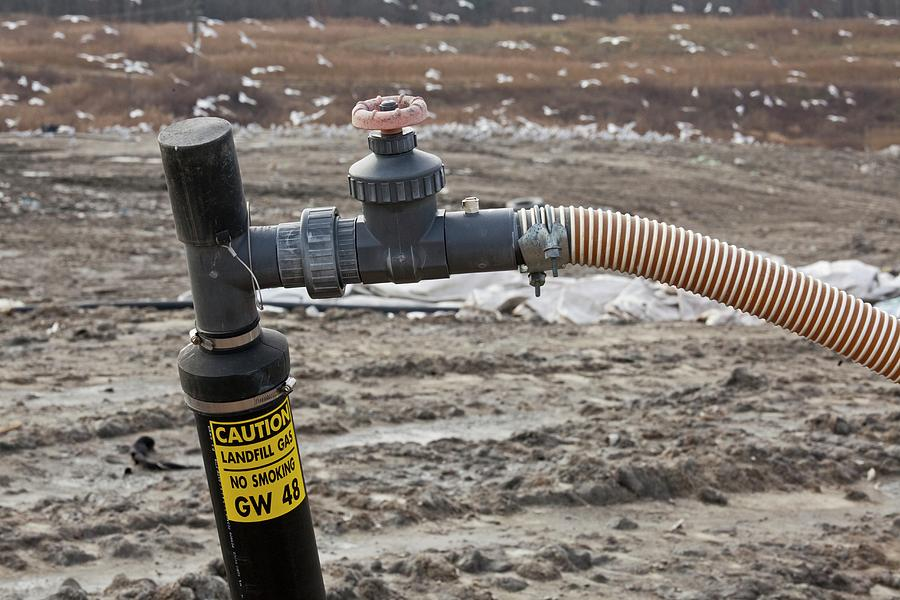 CAUTION
LANDFILL GAS
NO SMOKING
GW 48